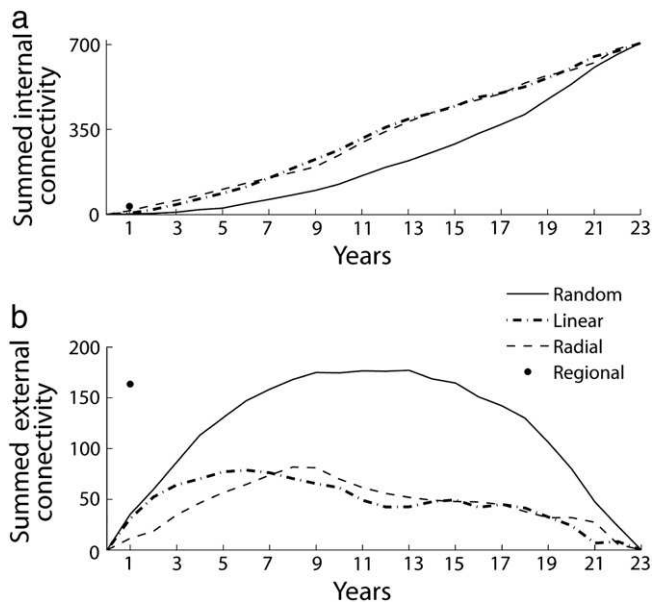 a
Summed internal
connectivity
700
350
0
1 3 5 7 9 11 13 15 17 19 21 23
Years
b
Random
Linear
Radial
Regional
Summed external
connectivity
200
150
100
50
0
1 3 5 7 9 11 13 15 17 19 21 23
Years